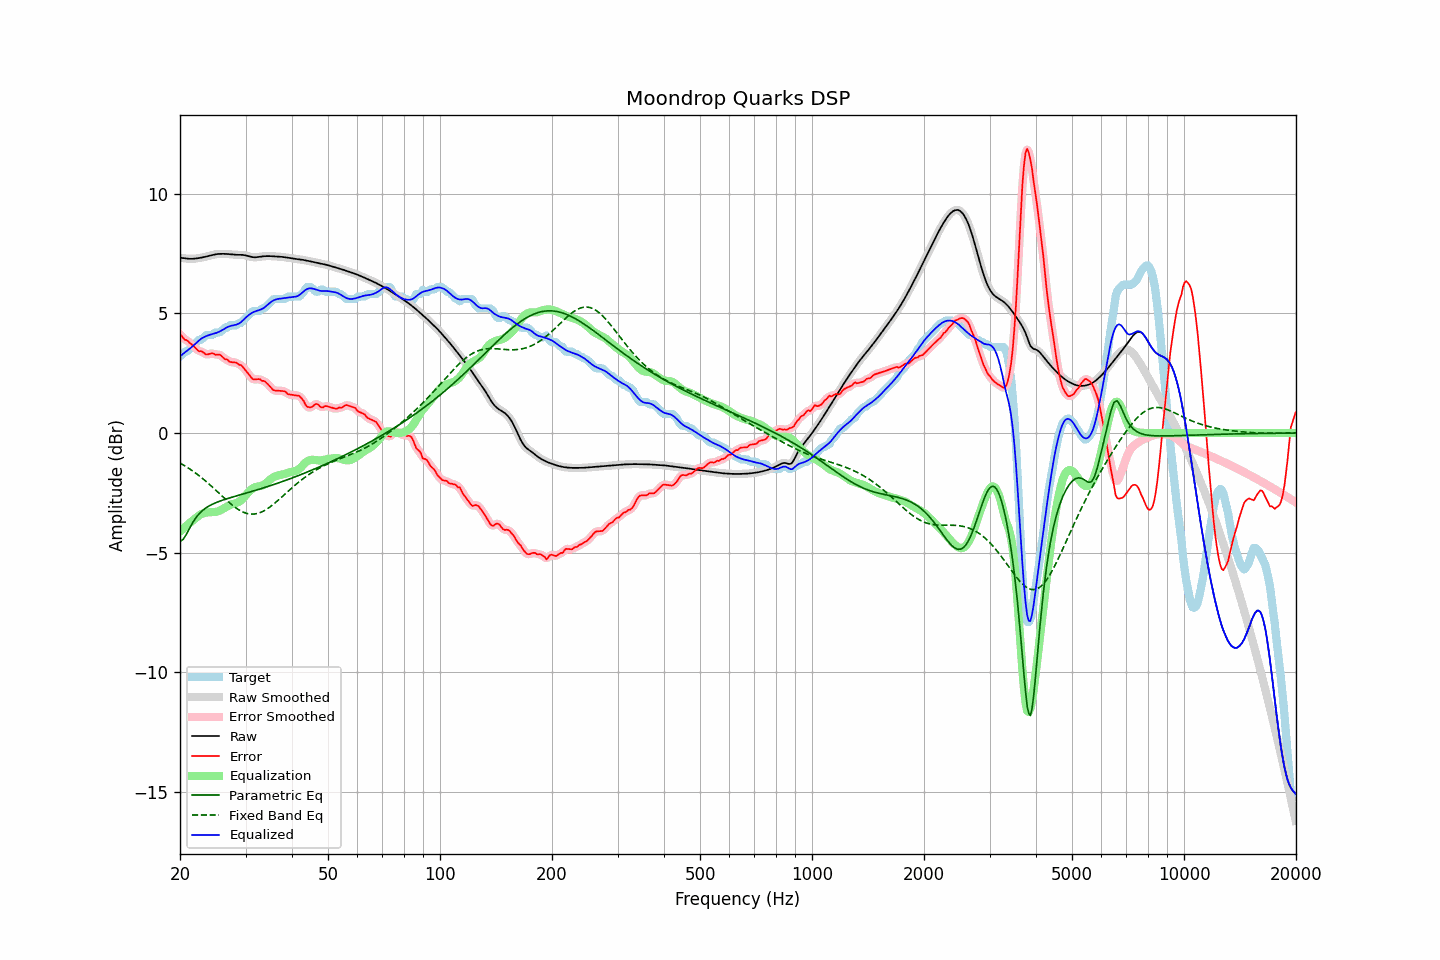 Moondrop Quarks DSP
Amplitude (dBr)
10
5
0
−5
−10
−15
Target
Raw Smoothed
Error Smoothed
Raw
Error
Equalization
Parametric Eq
Fixed Band Eq
Equalized
20 50 100 200 500 1000 2000 5000 10000 20000
Frequency (Hz)